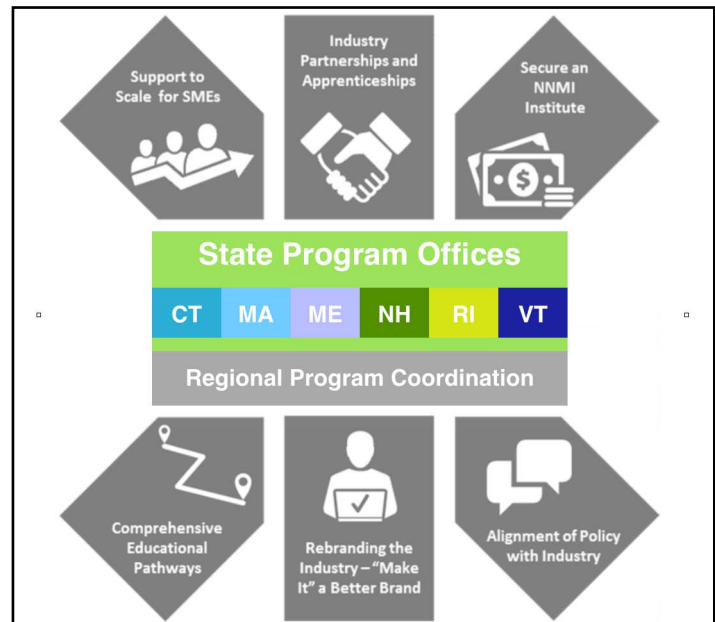 Support to
Scale for SMEs
Industry
Partnerships and
Apprenticeships
Secure an
NNMI
Institute
$
State Program Offices
CT MA ME NH RI VT
Regional Program Coordination
Comprehensive
Educational
Pathways
Rebranding the
Industry – “Make
It” a Better Brand
Alignment of Policy
with Industry